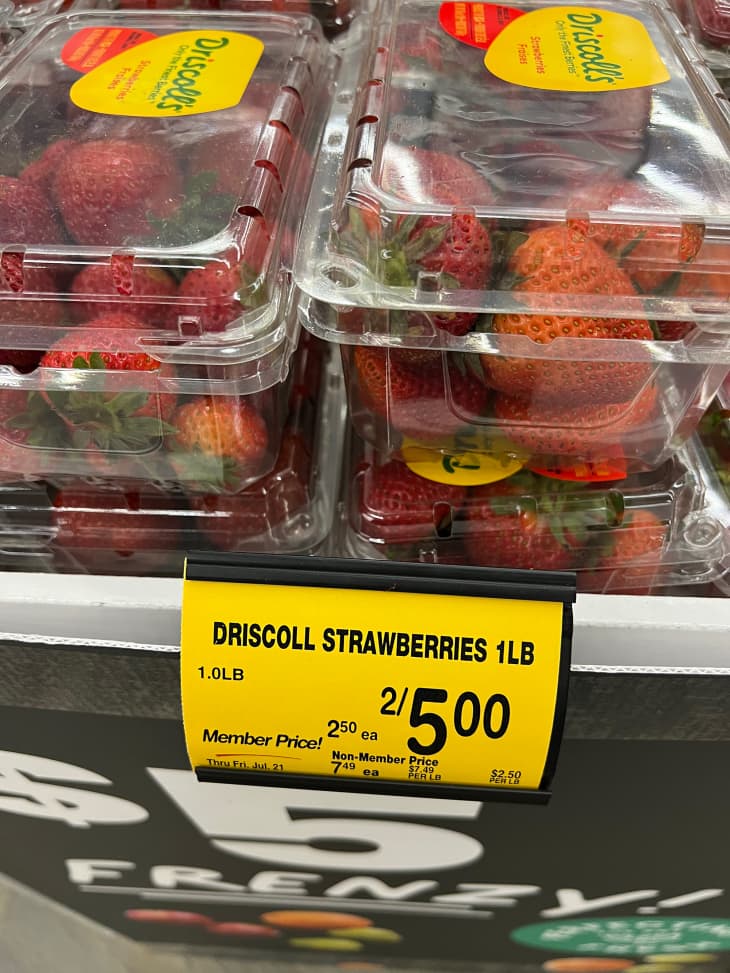 Driscoll's
Only the Finest Berries
Strawberries
Fraises
Driscoll's
Only the Finest Berries
Strawberries
Fraises
DRISCOLL STRAWBERRIES 1LB
1.0LB
2/5.00
2.50 ea
Member Price!
Thru Fri. Jul. 21
Non-Member Price
7.49 ea
$7.49
PER LB
$2.50
PER LB
$5
FRENZY!